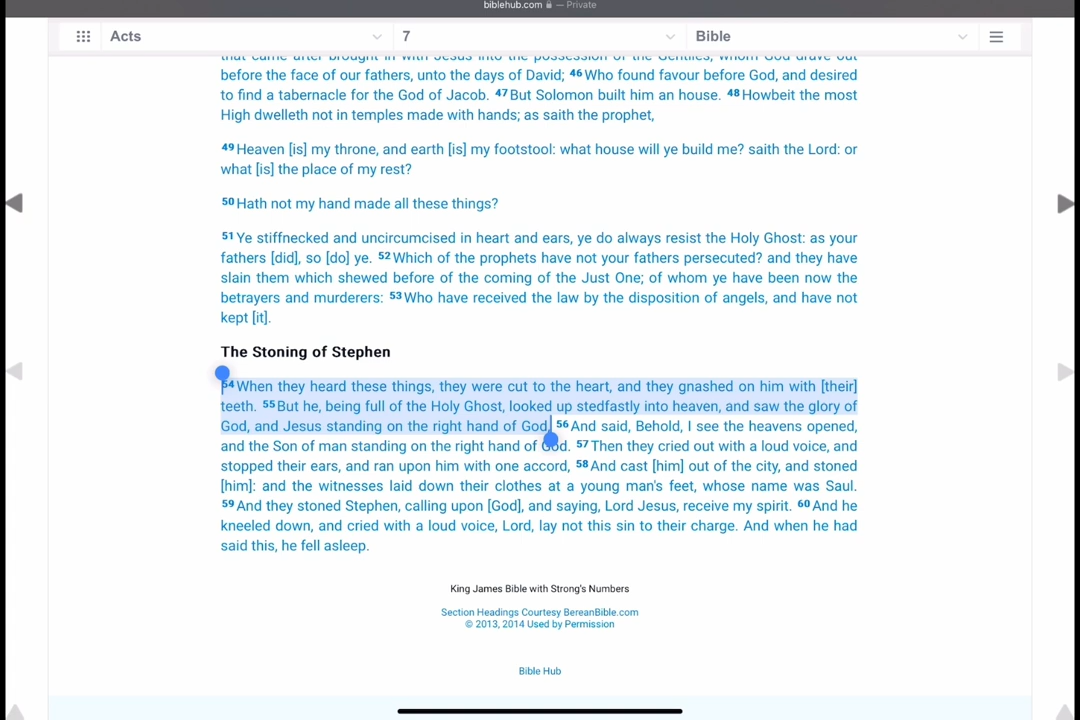 biblehub.com — Private
Acts 7 Bible
that came after brought in with Jesus into the possession of the Gentiles, whom God drave out
before the face of our fathers, unto the days of David; 46 Who found favour before God, and desired
to find a tabernacle for the God of Jacob. 47 But Solomon built him an house. 48 Howbeit the most
High dwelleth not in temples made with hands; as saith the prophet,
49 Heaven [is] my throne, and earth [is] my footstool: what house will ye build me? saith the Lord: or
what [is] the place of my rest?
50 Hath not my hand made all these things?
51 Ye stiffnecked and uncircumcised in heart and ears, ye do always resist the Holy Ghost: as your
fathers [did], so [do] ye. 52 Which of the prophets have not your fathers persecuted? and they have
slain them which shewed before of the coming of the Just One; of whom ye have been now the
betrayers and murderers: 53 Who have received the law by the disposition of angels, and have not
kept [it].
The Stoning of Stephen
54 When they heard these things, they were cut to the heart, and they gnashed on him with [their]
teeth. 55 But he, being full of the Holy Ghost, looked up stedfastly into heaven, and saw the glory of
God, and Jesus standing on the right hand of God, 56 And said, Behold, I see the heavens opened,
and the Son of man standing on the right hand of God. 57 Then they cried out with a loud voice, and
stopped their ears, and ran upon him with one accord, 58 And cast [him] out of the city, and stoned
[him]: and the witnesses laid down their clothes at a young man's feet, whose name was Saul.
59 And they stoned Stephen, calling upon [God], and saying, Lord Jesus, receive my spirit. 60 And he
kneeled down, and cried with a loud voice, Lord, lay not this sin to their charge. And when he had
said this, he fell asleep.
King James Bible with Strong's Numbers
Section Headings Courtesy BereanBible.com
© 2013, 2014 Used by Permission
Bible Hub